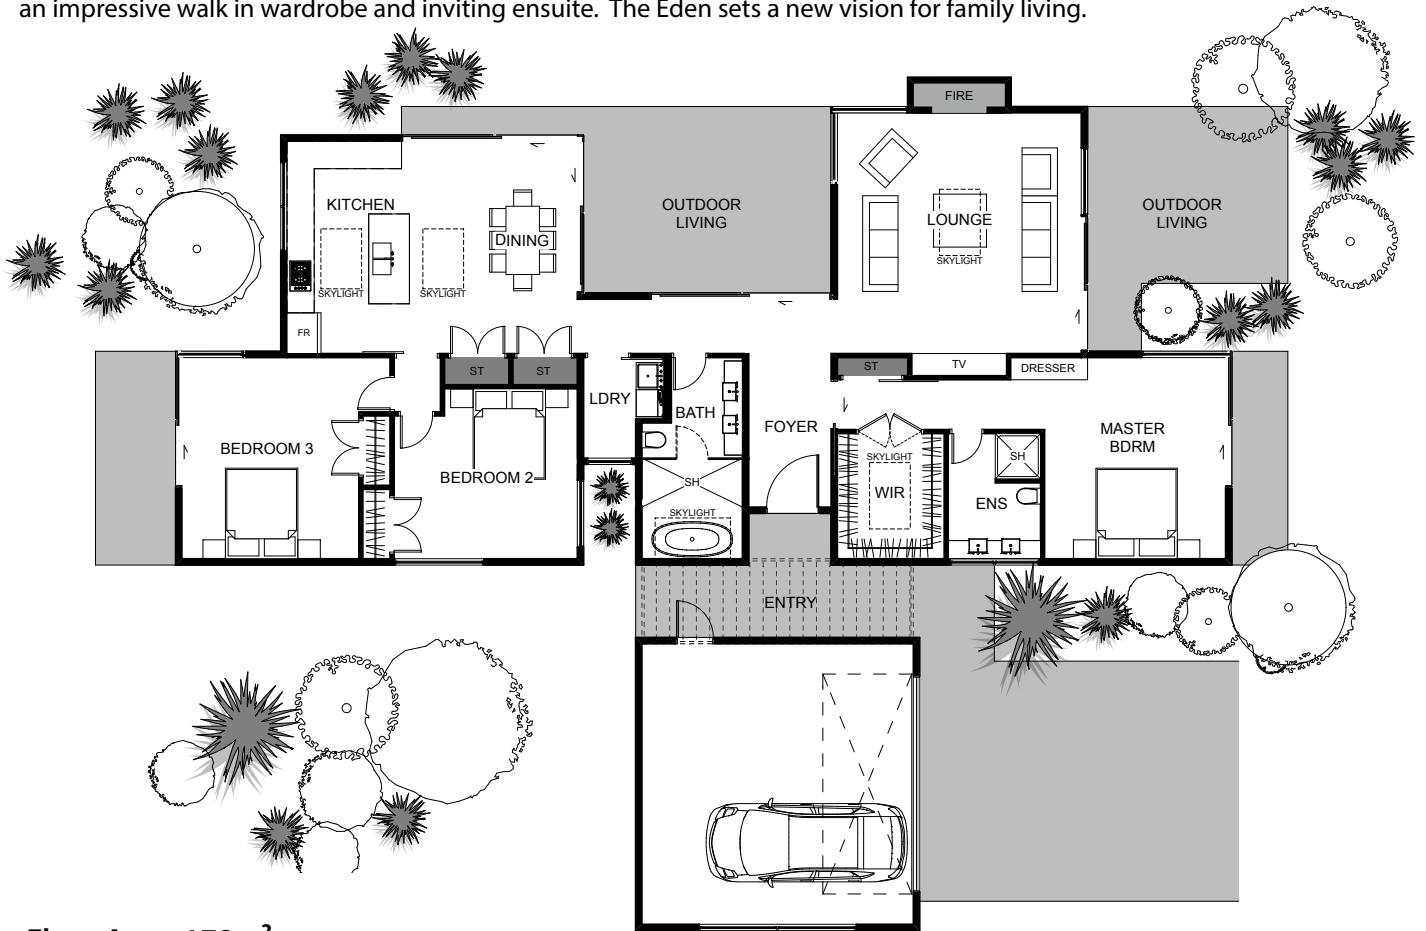 an impressive walk in wardrobe and inviting ensuite. The Eden sets a new vision for family living.
FIRE
KITCHEN
OUTDOOR
LIVING
LOUNGE
OUTDOOR
LIVING
DINING
SKYLIGHT
SKYLIGHT
SKYLIGHT
FR
ST
ST
ST
TV
DRESSER
LDRY
BATH
FOYER
MASTER
BDRM
BEDROOM 3
BEDROOM 2
SKYLIGHT
SH
SH
WIR
ENS
SKYLIGHT
ENTRY